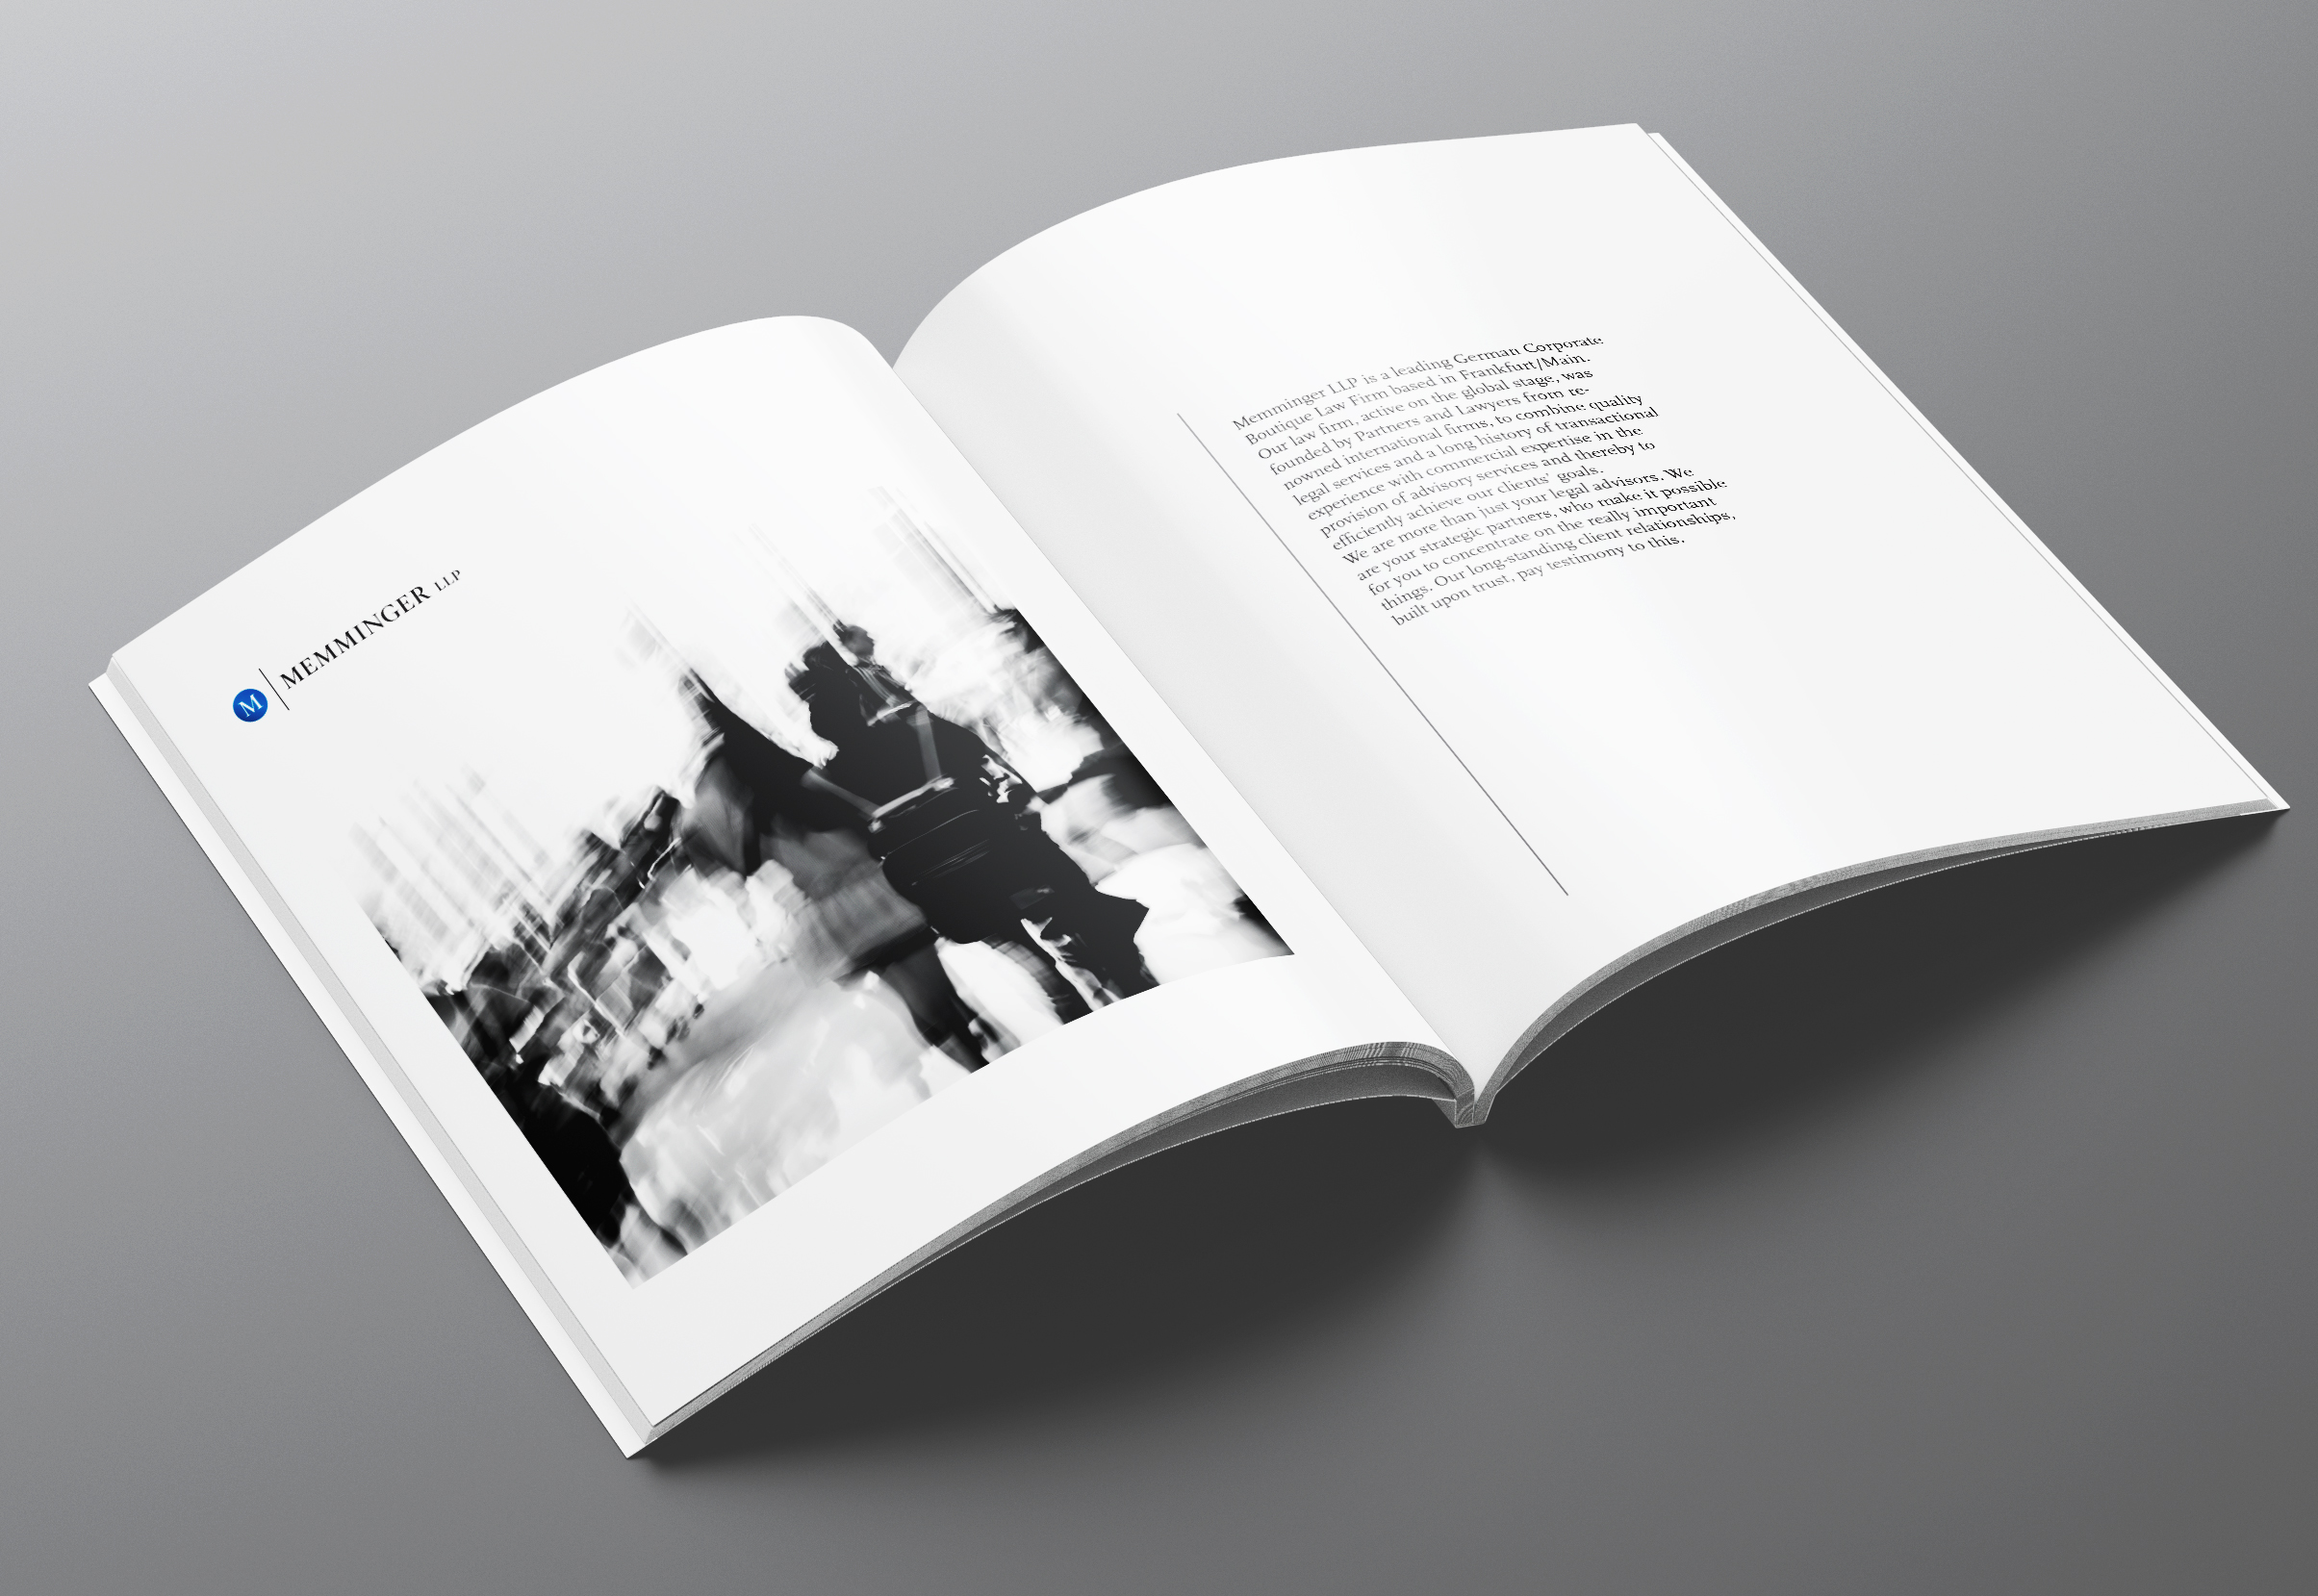 M
MEMMINGER LLP
Memminger LLP is a leading German Corporate
Boutique Law Firm based in Frankfurt/Main.
Our law firm, active on the global stage, was
founded by Partners and Lawyers from re-
nowned international firms, to combine quality
legal services and a long history of transactional
experience with commercial expertise in the
provision of advisory services and thereby to
efficiently achieve our clients' goals.
We are more than just your legal advisors. We
are your strategic partners, who make it possible
for you to concentrate on the really important
things. Our long-standing client relationships,
built upon trust, pay testimony to this.